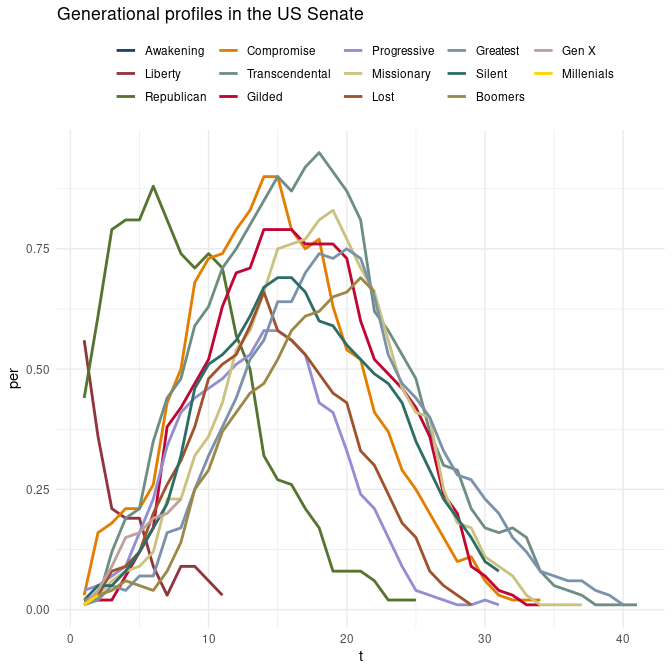 Generational profiles in the US Senate
Awakening Compromise Progressive Greatest Gen X
Liberty Transcendental Missionary Silent Millenials
Republican Gilded Lost Boomers
per
0.75
0.50
0.25
0.00
0 10 20 30 40
t